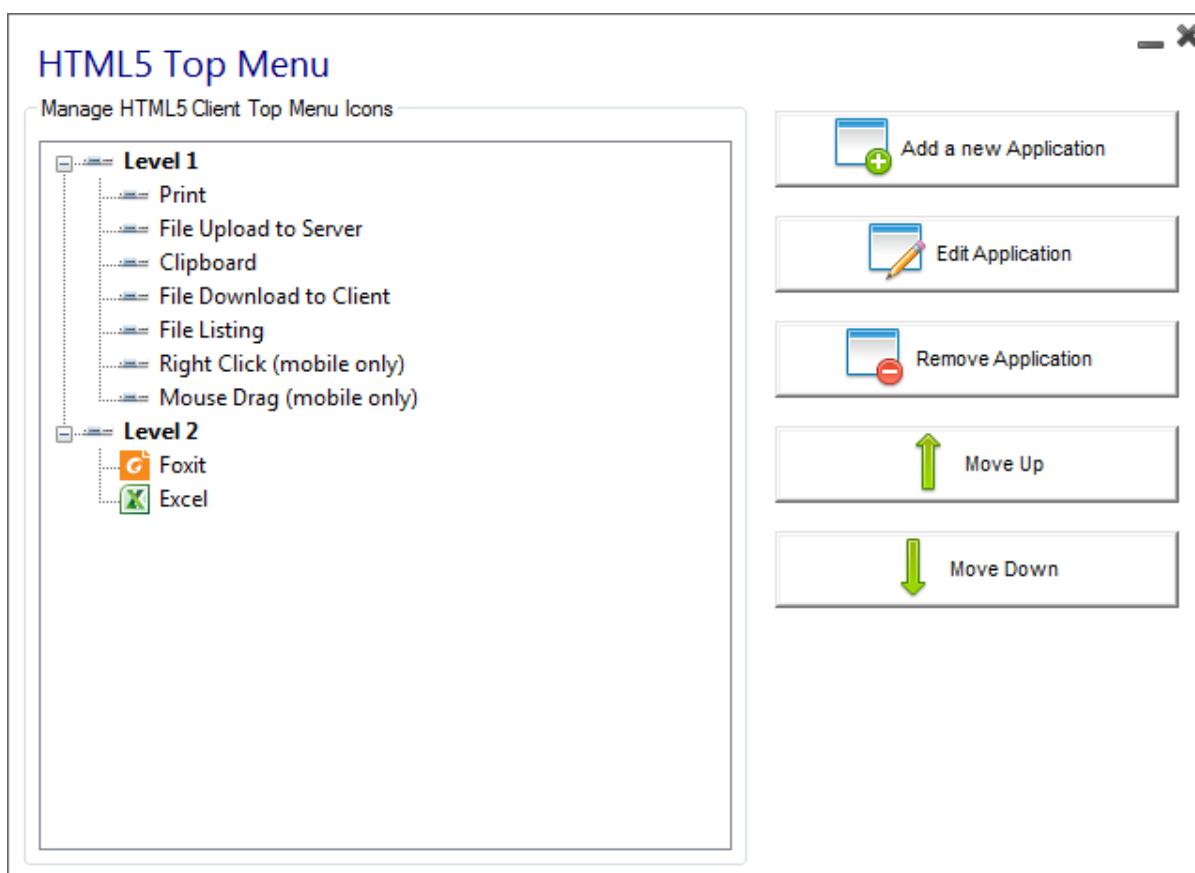 HTML5 Top Menu
Manage HTML5 Client Top Menu Icons
Level 1
Print
File Upload to Server
Clipboard
File Download to Client
File Listing
Right Click (mobile only)
Mouse Drag (mobile only)
Level 2
Foxit
Excel
Add a new Application
Edit Application
Remove Application
Move Up
Move Down